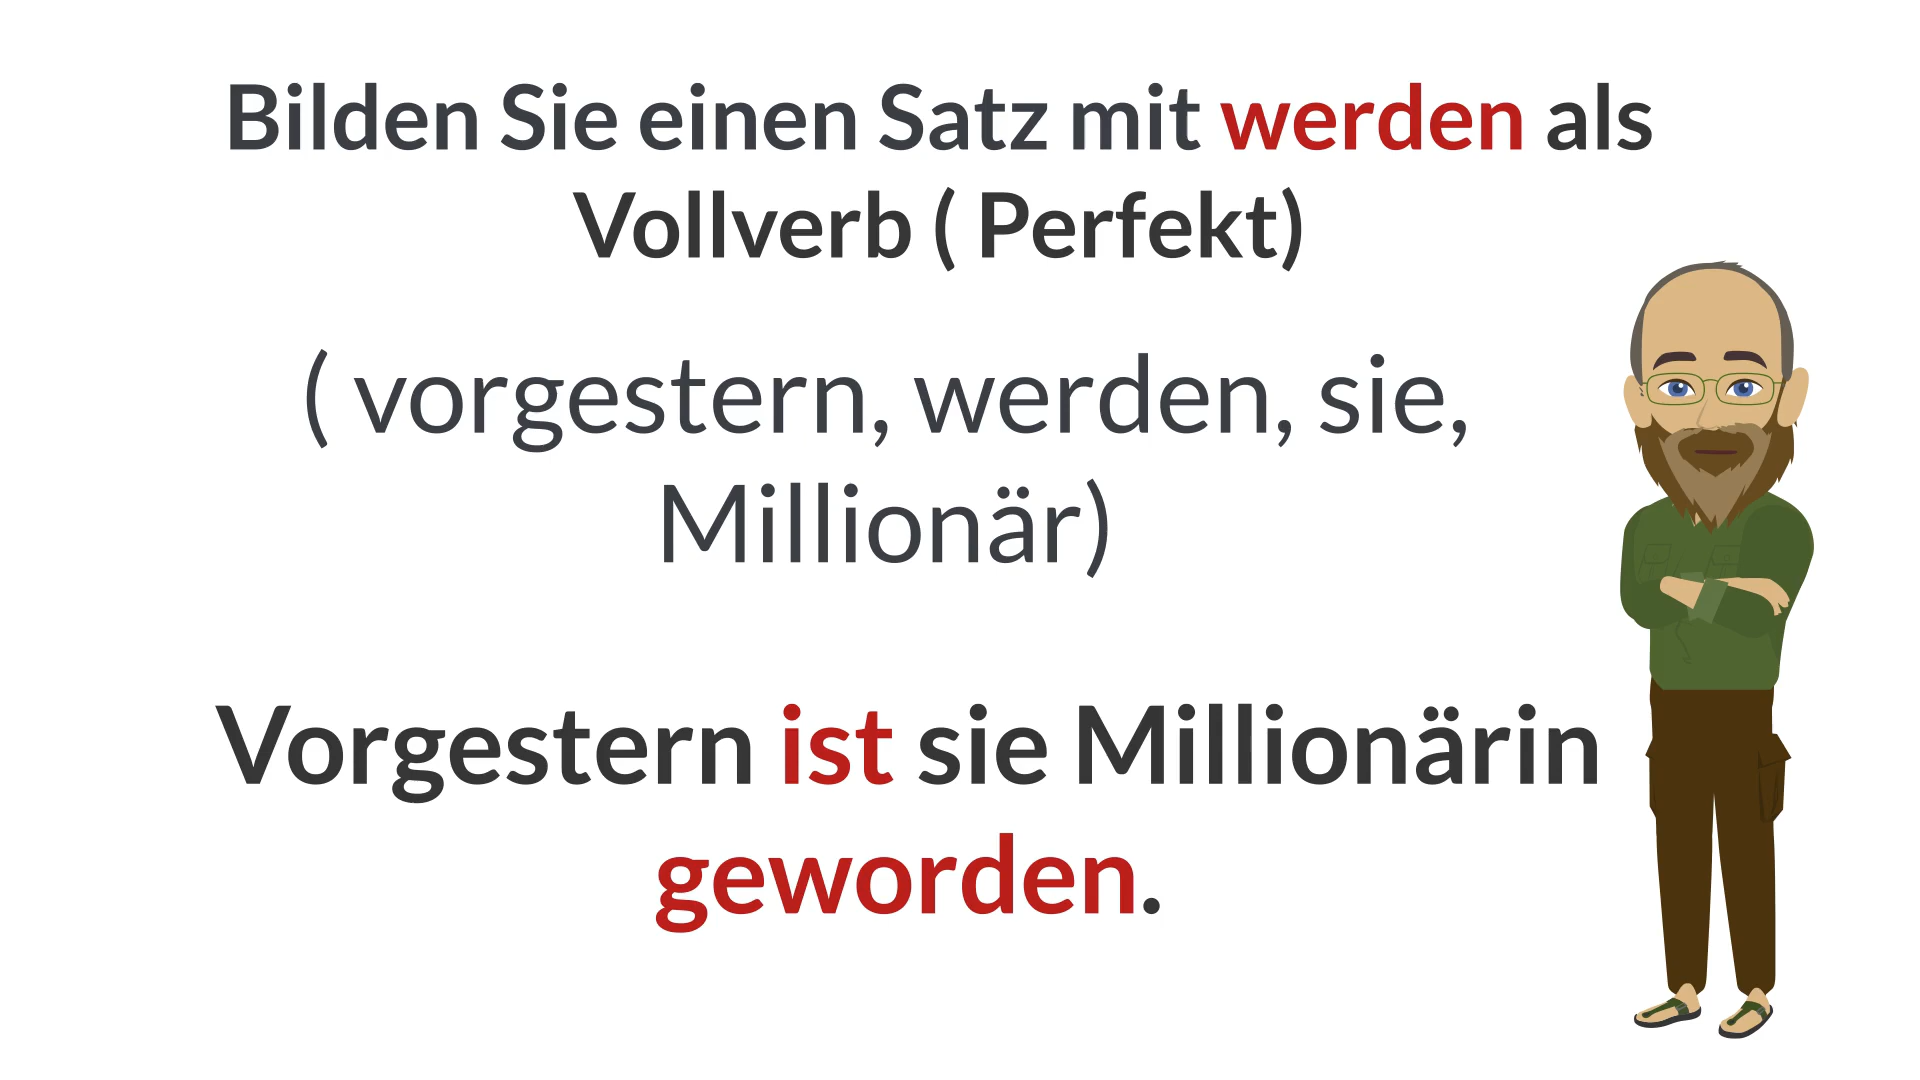 Bilden Sie einen Satz mit werden als
Vollverb ( Perfekt)
( vorgestern, werden, sie,
Millionär)
Vorgestern ist sie Millionärin
geworden.